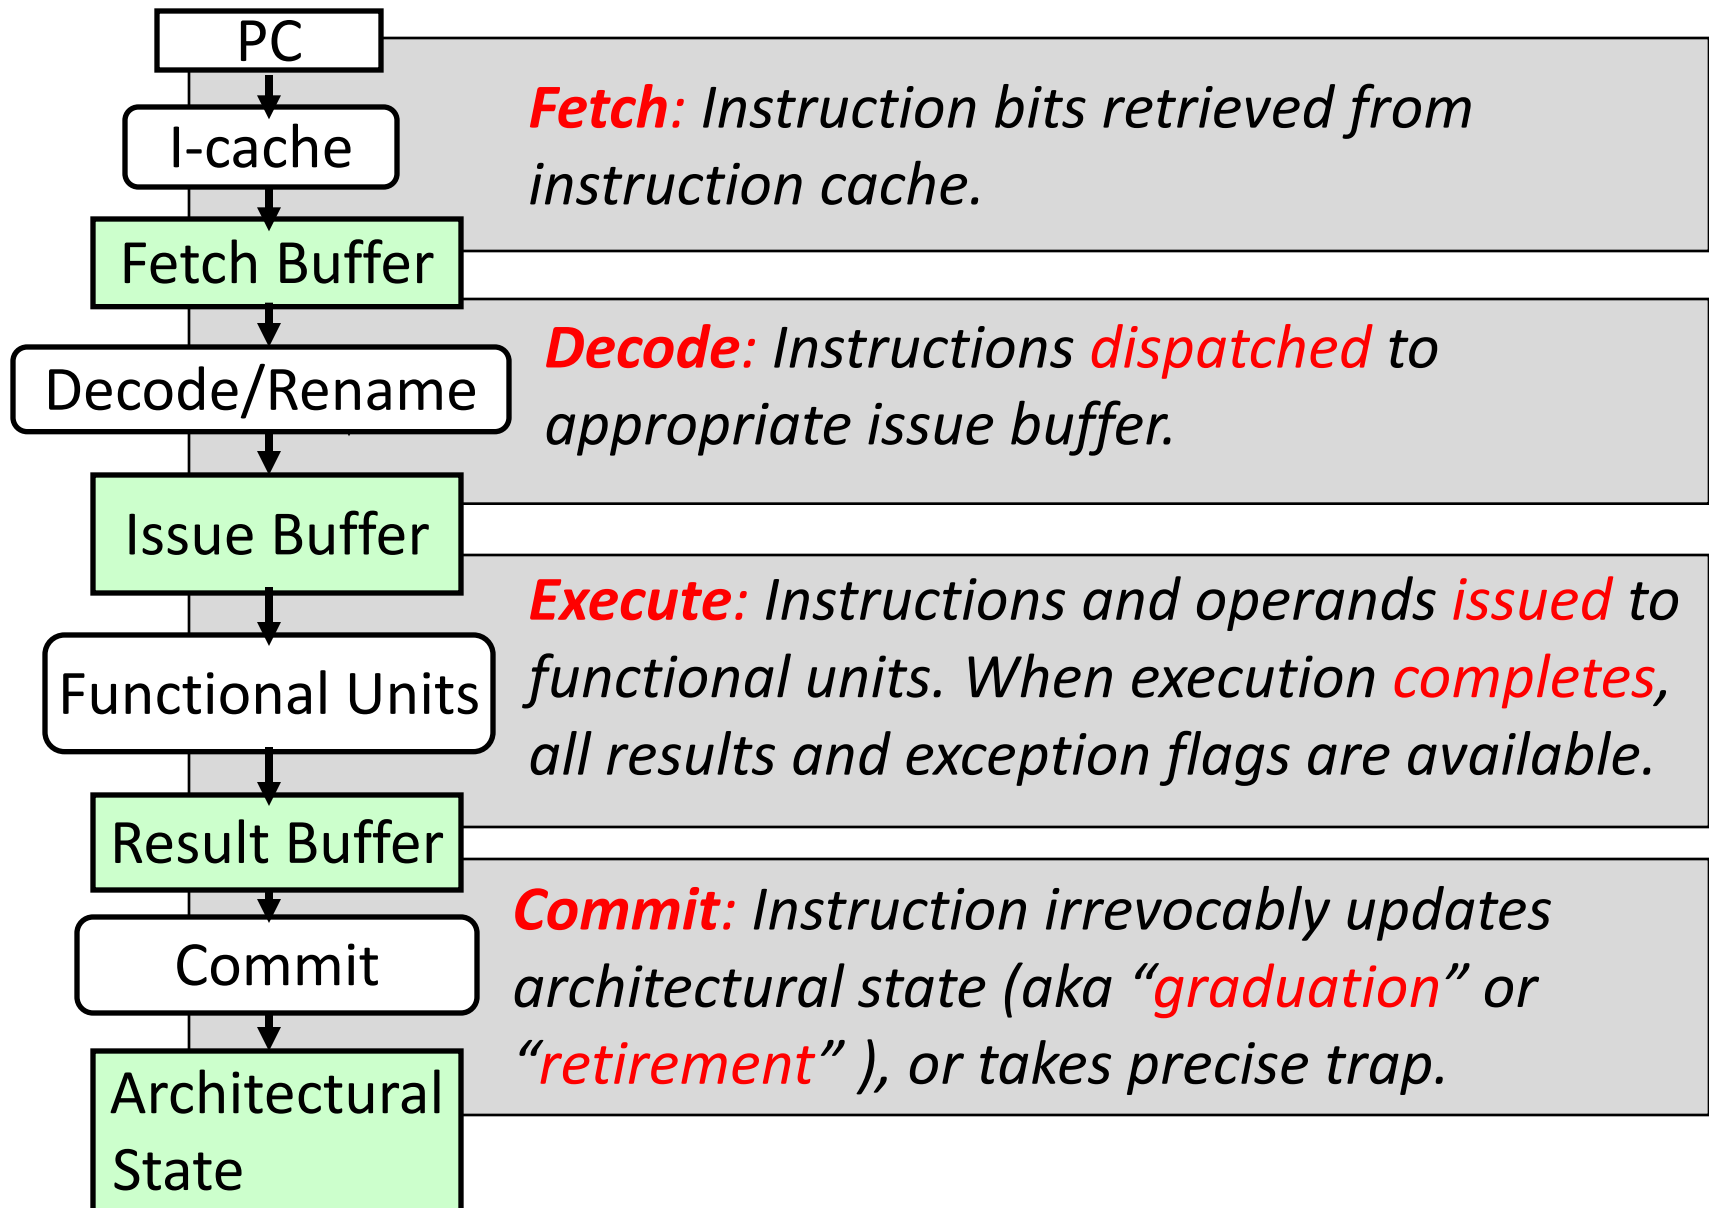 PC
I-cache
Fetch: Instruction bits retrieved from
instruction cache.
Fetch Buffer
Decode/Rename
Decode: Instructions dispatched to
appropriate issue buffer.
Issue Buffer
Functional Units
Execute: Instructions and operands issued to
functional units. When execution completes,
all results and exception flags are available.
Result Buffer
Commit
Commit: Instruction irrevocably updates
architectural state (aka “graduation” or
“retirement” ), or takes precise trap.
Architectural
State